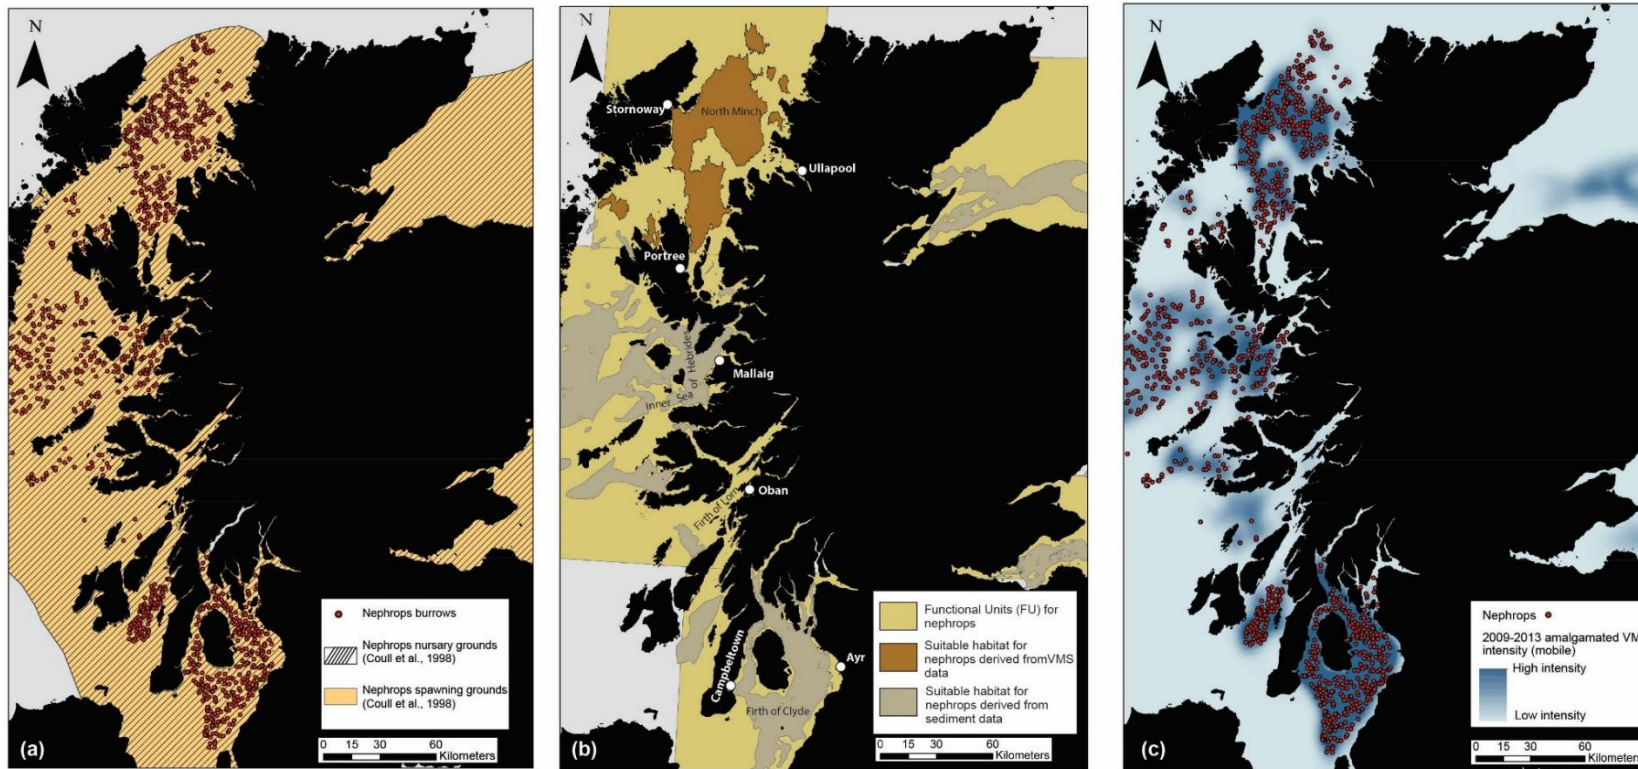 N
Nephrops burrows
Nephrops nursary grounds
(Coull et al., 1998)
Nephrops spawning grounds
(Coull et al., 1998)
0 15 30 60
Kilometers
(a)
N
Stornoway
North Minch
Ullapool
Portree
Inner Sea of Hebrides
Mallaig
Oban
Firth of Lorn
Campbeltown
Ayr
Firth of Clyde
Functional Units (FU) for
nephrops
Suitable habitat for
nephrops derived fromVMS
data
Suitable habitat for
nephrops derived from
sediment data
0 15 30 60
Kilometers
(b)
N
Nephrops
2009-2013 amalgamated VM
intensity (mobile)
High intensity
Low intensity
0 15 30 60
Kilometers
(c)